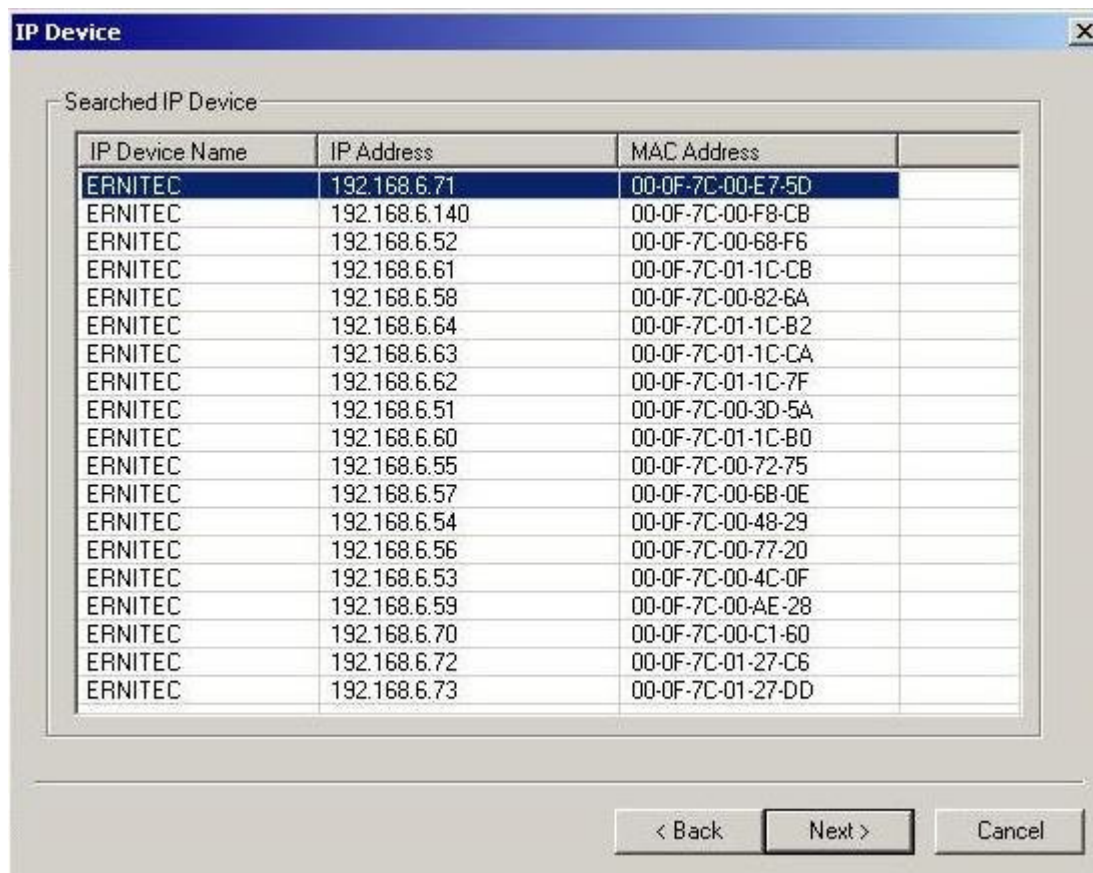 IP Device
Searched IP Device
IP Device Name IP Address MAC Address
ERNITEC 192.168.6.71 00-0F-7C-00-E7-5D
ERNITEC 192.168.6.140 00-0F-7C-00-F8-CB
ERNITEC 192.168.6.52 00-0F-7C-00-68-F6
ERNITEC 192.168.6.61 00-0F-7C-01-1C-CB
ERNITEC 192.168.6.58 00-0F-7C-00-82-6A
ERNITEC 192.168.6.64 00-0F-7C-01-1C-B2
ERNITEC 192.168.6.63 00-0F-7C-01-1C-CA
ERNITEC 192.168.6.62 00-0F-7C-01-1C-7F
ERNITEC 192.168.6.51 00-0F-7C-00-3D-5A
ERNITEC 192.168.6.60 00-0F-7C-01-1C-B0
ERNITEC 192.168.6.55 00-0F-7C-00-72-75
ERNITEC 192.168.6.57 00-0F-7C-00-6B-0E
ERNITEC 192.168.6.54 00-0F-7C-00-48-29
ERNITEC 192.168.6.56 00-0F-7C-00-77-20
ERNITEC 192.168.6.53 00-0F-7C-00-4C-0F
ERNITEC 192.168.6.59 00-0F-7C-00-AE-28
ERNITEC 192.168.6.70 00-0F-7C-00-C1-60
ERNITEC 192.168.6.72 00-0F-7C-01-27-C6
ERNITEC 192.168.6.73 00-0F-7C-01-27-DD
< Back Next > Cancel